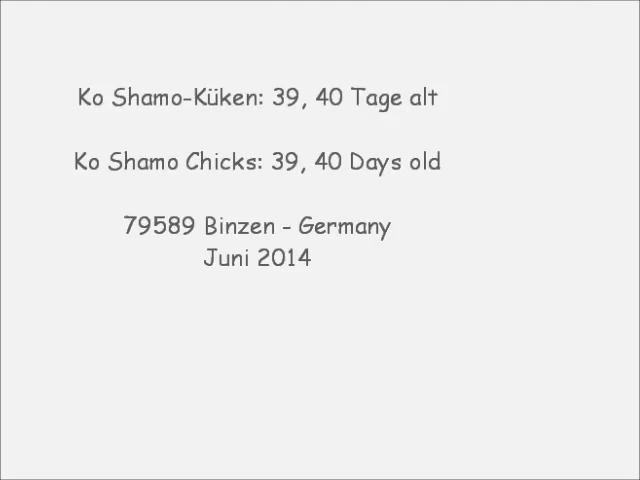 Ko Shamo-Küken: 39, 40 Tage alt
Ko Shamo Chicks: 39, 40 Days old
79589 Binzen - Germany
Juni 2014